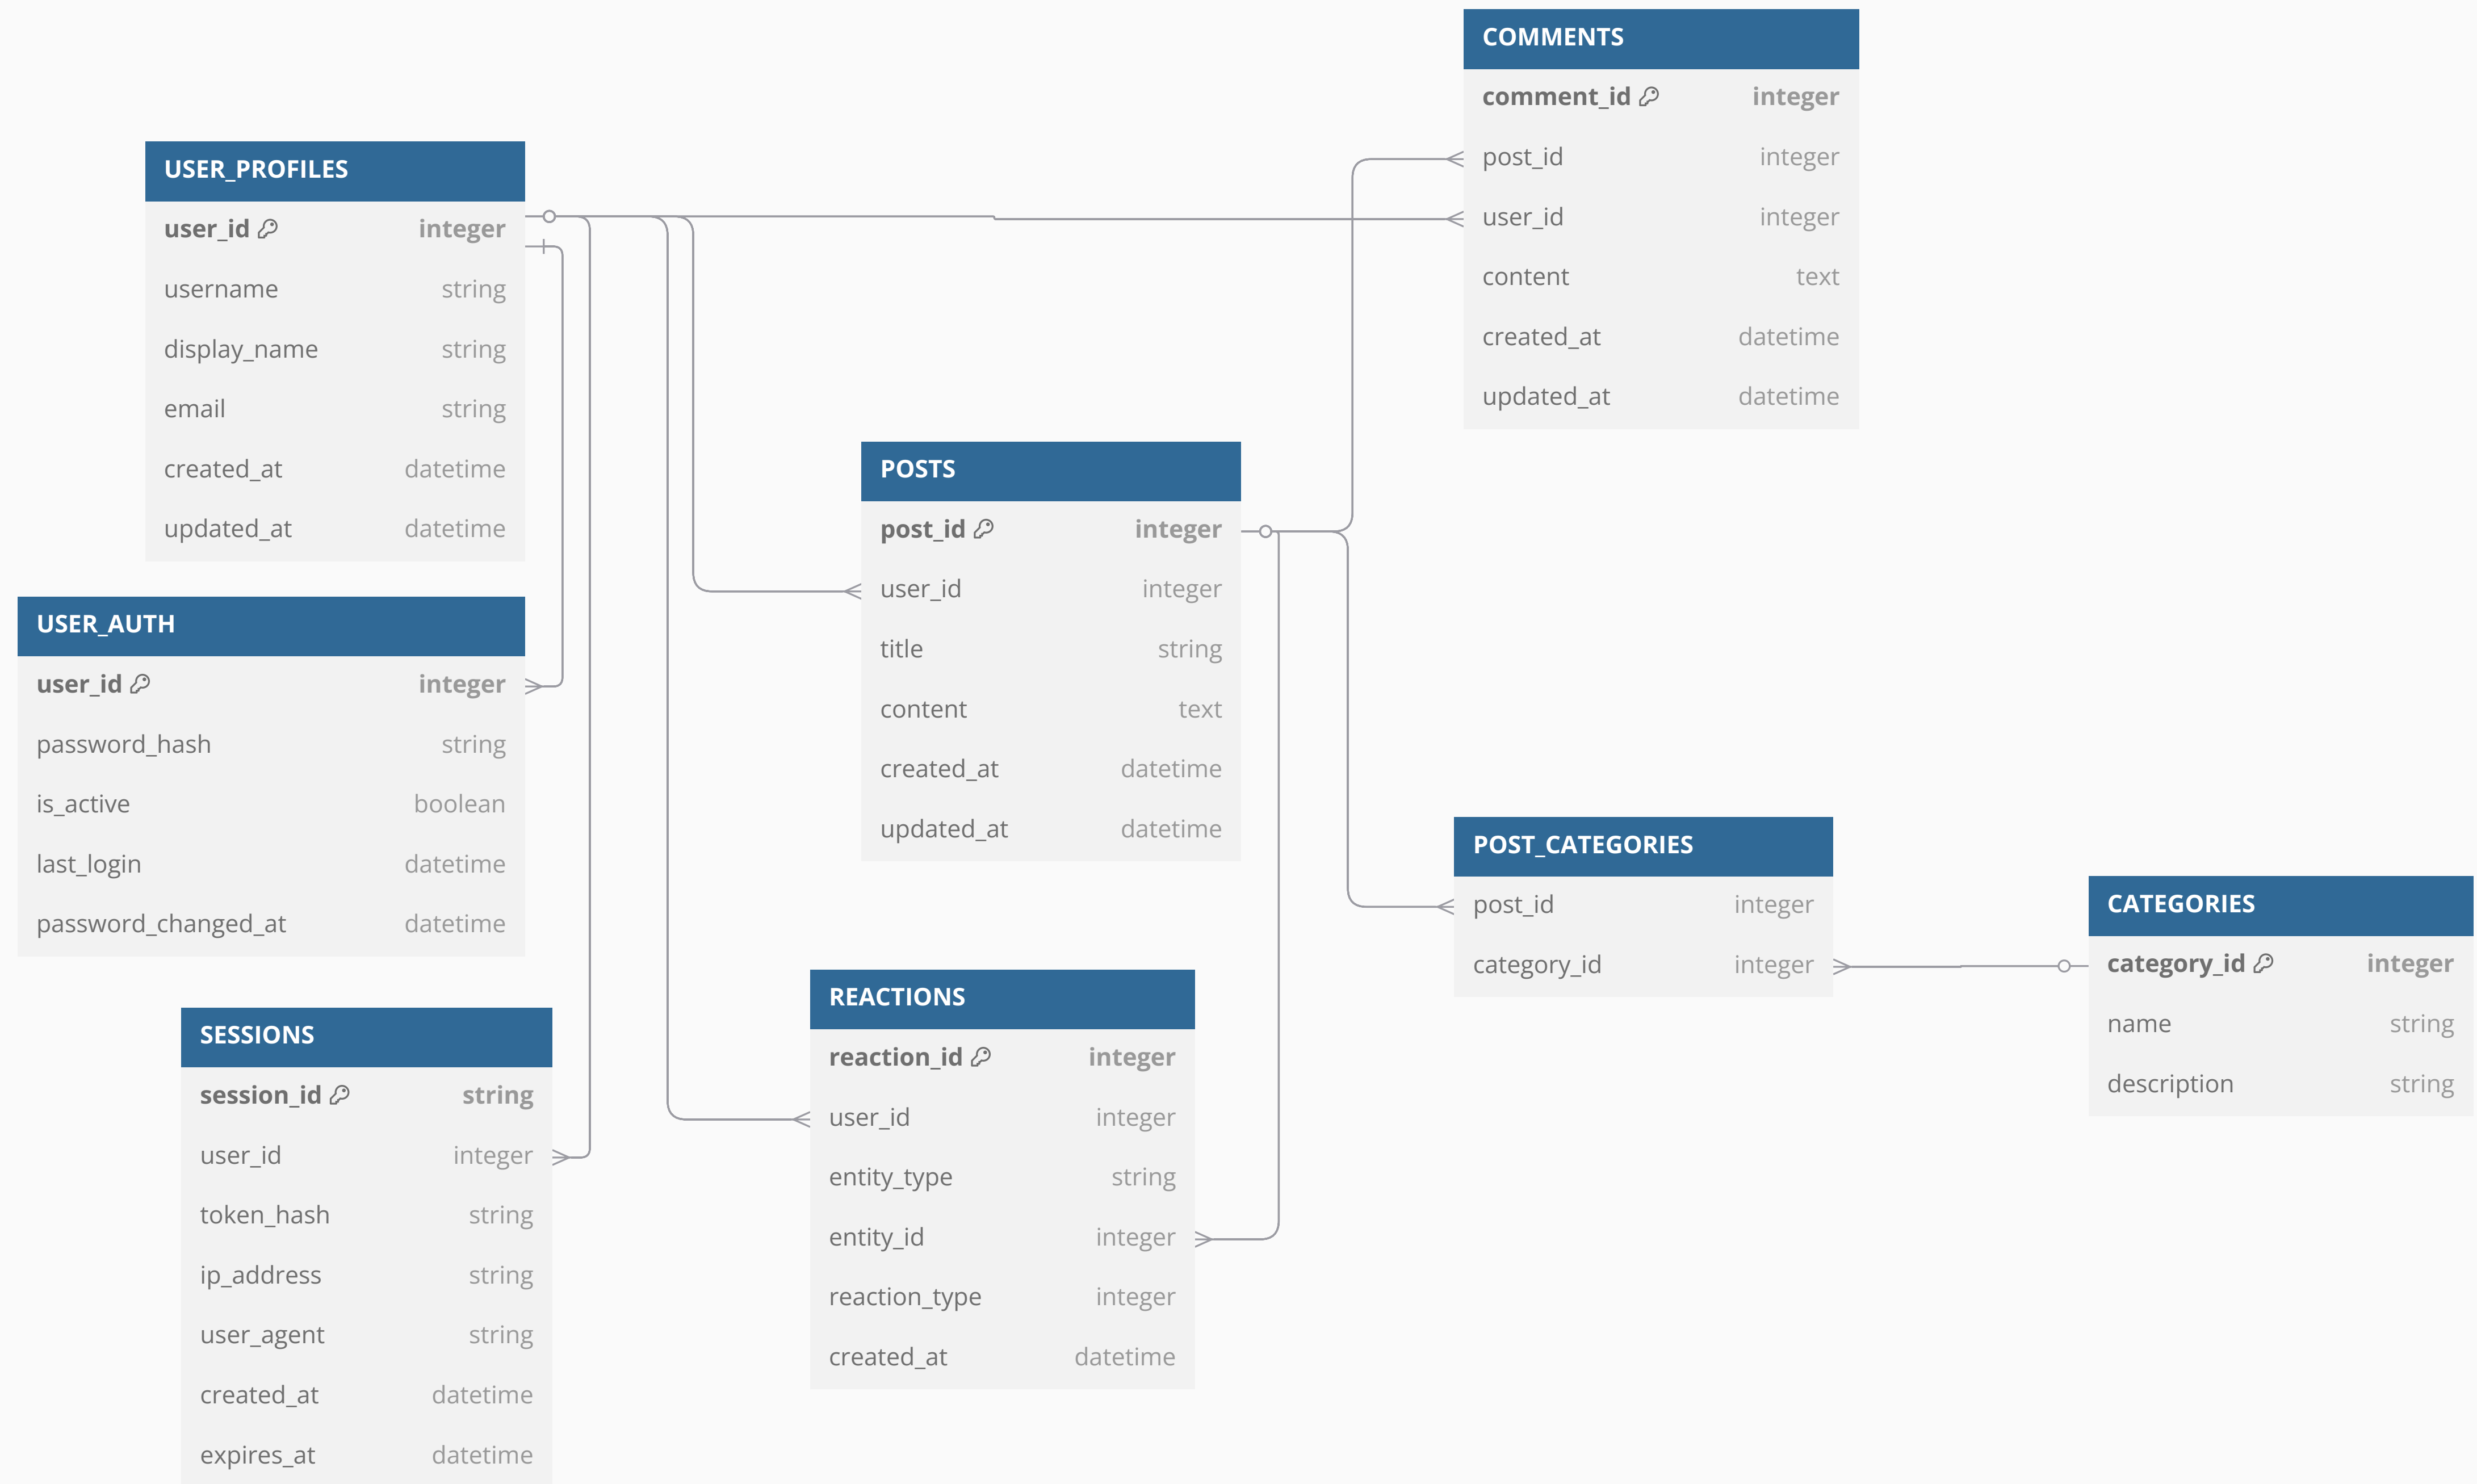 COMMENTS
comment_id integer
post_id integer
user_id integer
content text
created_at datetime
updated_at datetime
USER_PROFILES
user_id integer
username string
display_name string
email string
created_at datetime
updated_at datetime
POSTS
post_id integer
user_id integer
title string
content text
created_at datetime
updated_at datetime
USER_AUTH
user_id integer
password_hash string
is_active boolean
last_login datetime
password_changed_at datetime
POST_CATEGORIES
post_id integer
category_id integer
CATEGORIES
category_id integer
name string
description string
REACTIONS
reaction_id integer
user_id integer
entity_type string
entity_id integer
reaction_type integer
created_at datetime
SESSIONS
session_id string
user_id integer
token_hash string
ip_address string
user_agent string
created_at datetime
expires_at datetime